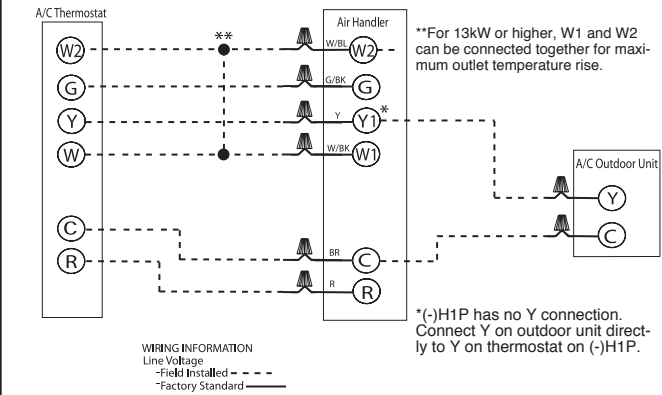 A/C Thermostat
Air Handler
**For 13kW or higher, W1 and W2
can be connected together for maxi-
mum outlet temperature rise.
W2
**
W/BL
W2
G
G/BK
G
Y
Y
Y1
*
W
W/BK
W1
A/C Outdoor Unit
Y
C
BR
C
C
R
R
R
*(-)H1P has no Y connection.
Connect Y on outdoor unit direct-
ly to Y on thermostat on (-)H1P.
WIRING INFORMATION
Line Voltage
-Field Installed
-Factory Standard